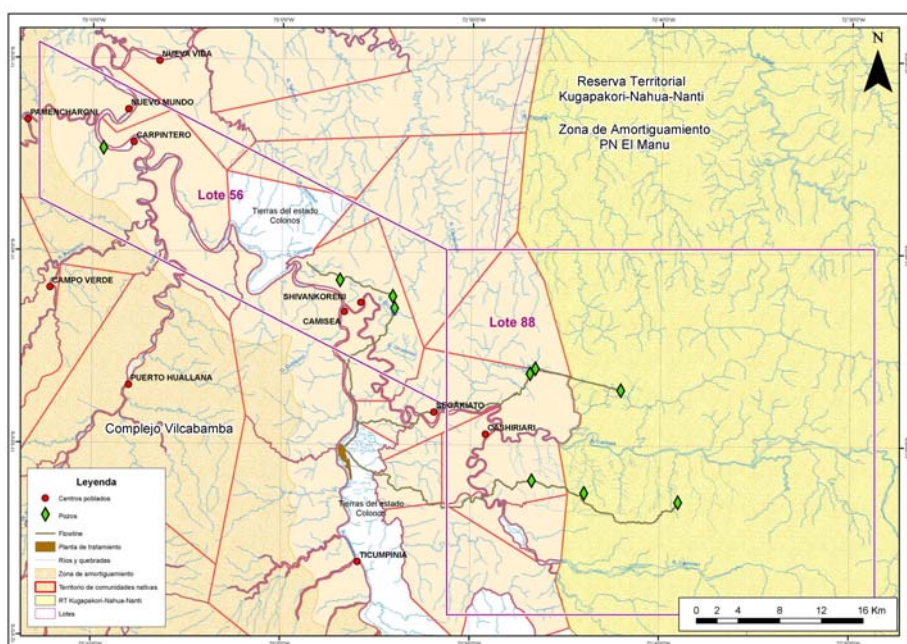 N
NUEVA VIDA
Reserva Territorial
Kugapakori-Nahua-Nanti
Zona de Amortiguamiento
PN El Manu
NUEVO MUNDO
PAMENCHARONI
CARPINTERO
Lote 56
Tierras del estado
Colonos
CAMPO VERDE
SHIVANKORENI
CAMISEA
Lote 88
PUERTO HUALLANA
SEGAKIATO
Complejo Vilcabamba
CASHIRIARI
Tierras del estado
Colonos
TICUMPINIA
Leyenda
Centros poblados
Pozos
Flowline
Planta de tratamiento
Ríos y quebradas
Zona de amortiguamiento
Territorio de comunidades nativas
RT Kugapakori-Nahua-Nanti
Lotes
0 2 4 8 12 16 Km